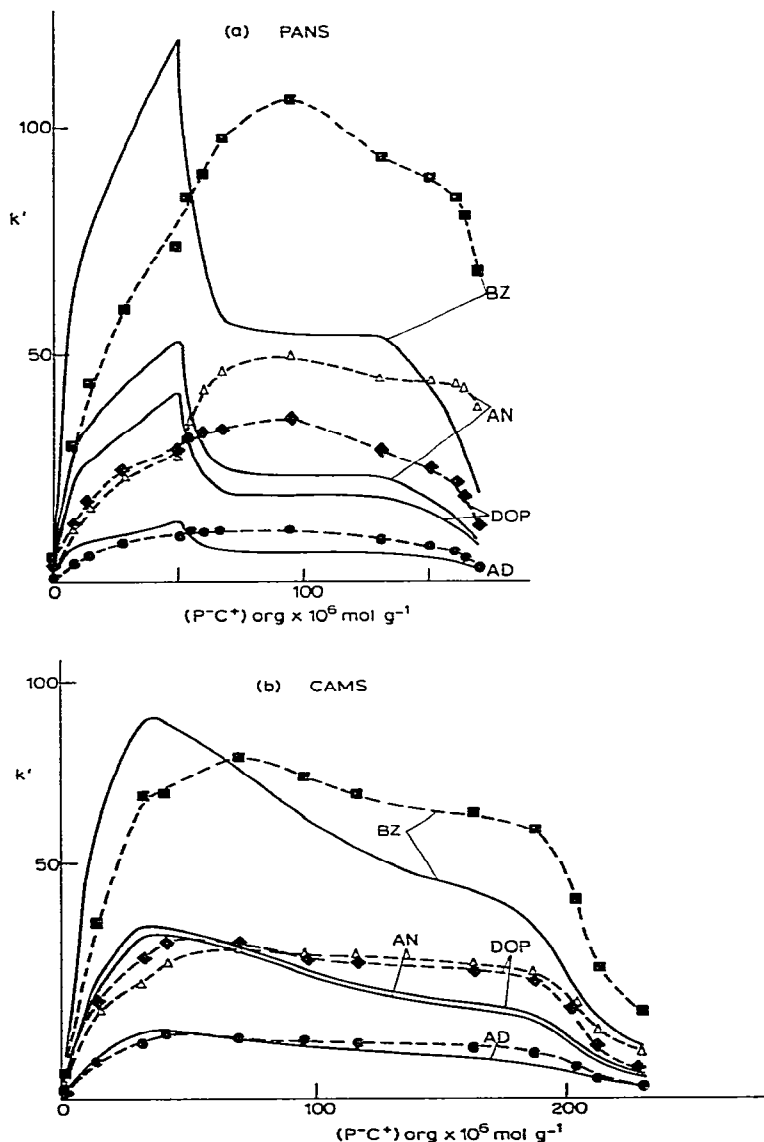 (a) PANS
100
k'
BZ
50
AN
DOP
AD
0
100
(P⁻C⁺) org x 10⁶ mol g⁻¹
100
(b) CAMS
k'
BZ
50
AN
DOP
AD
0
100
200
(P⁻C⁺) org x 10⁶ mol g⁻¹